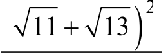 √11 + √13 )²